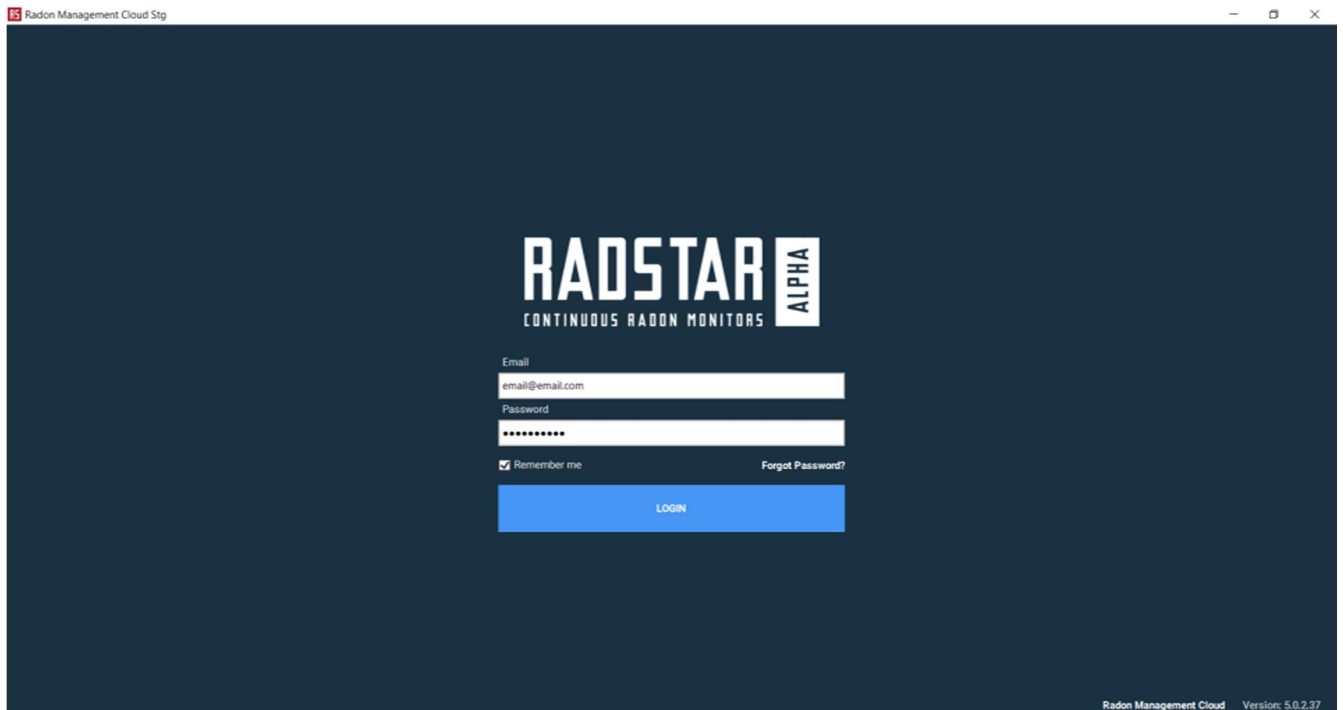 RS Radon Management Cloud Stg
RADSTAR ALPHA
CONTINUOUS RADON MONITORS
Email
email@email.com
Password
••••••••••
Remember me Forgot Password?
LOGIN
Radon Management Cloud Version: 5.0.2.37